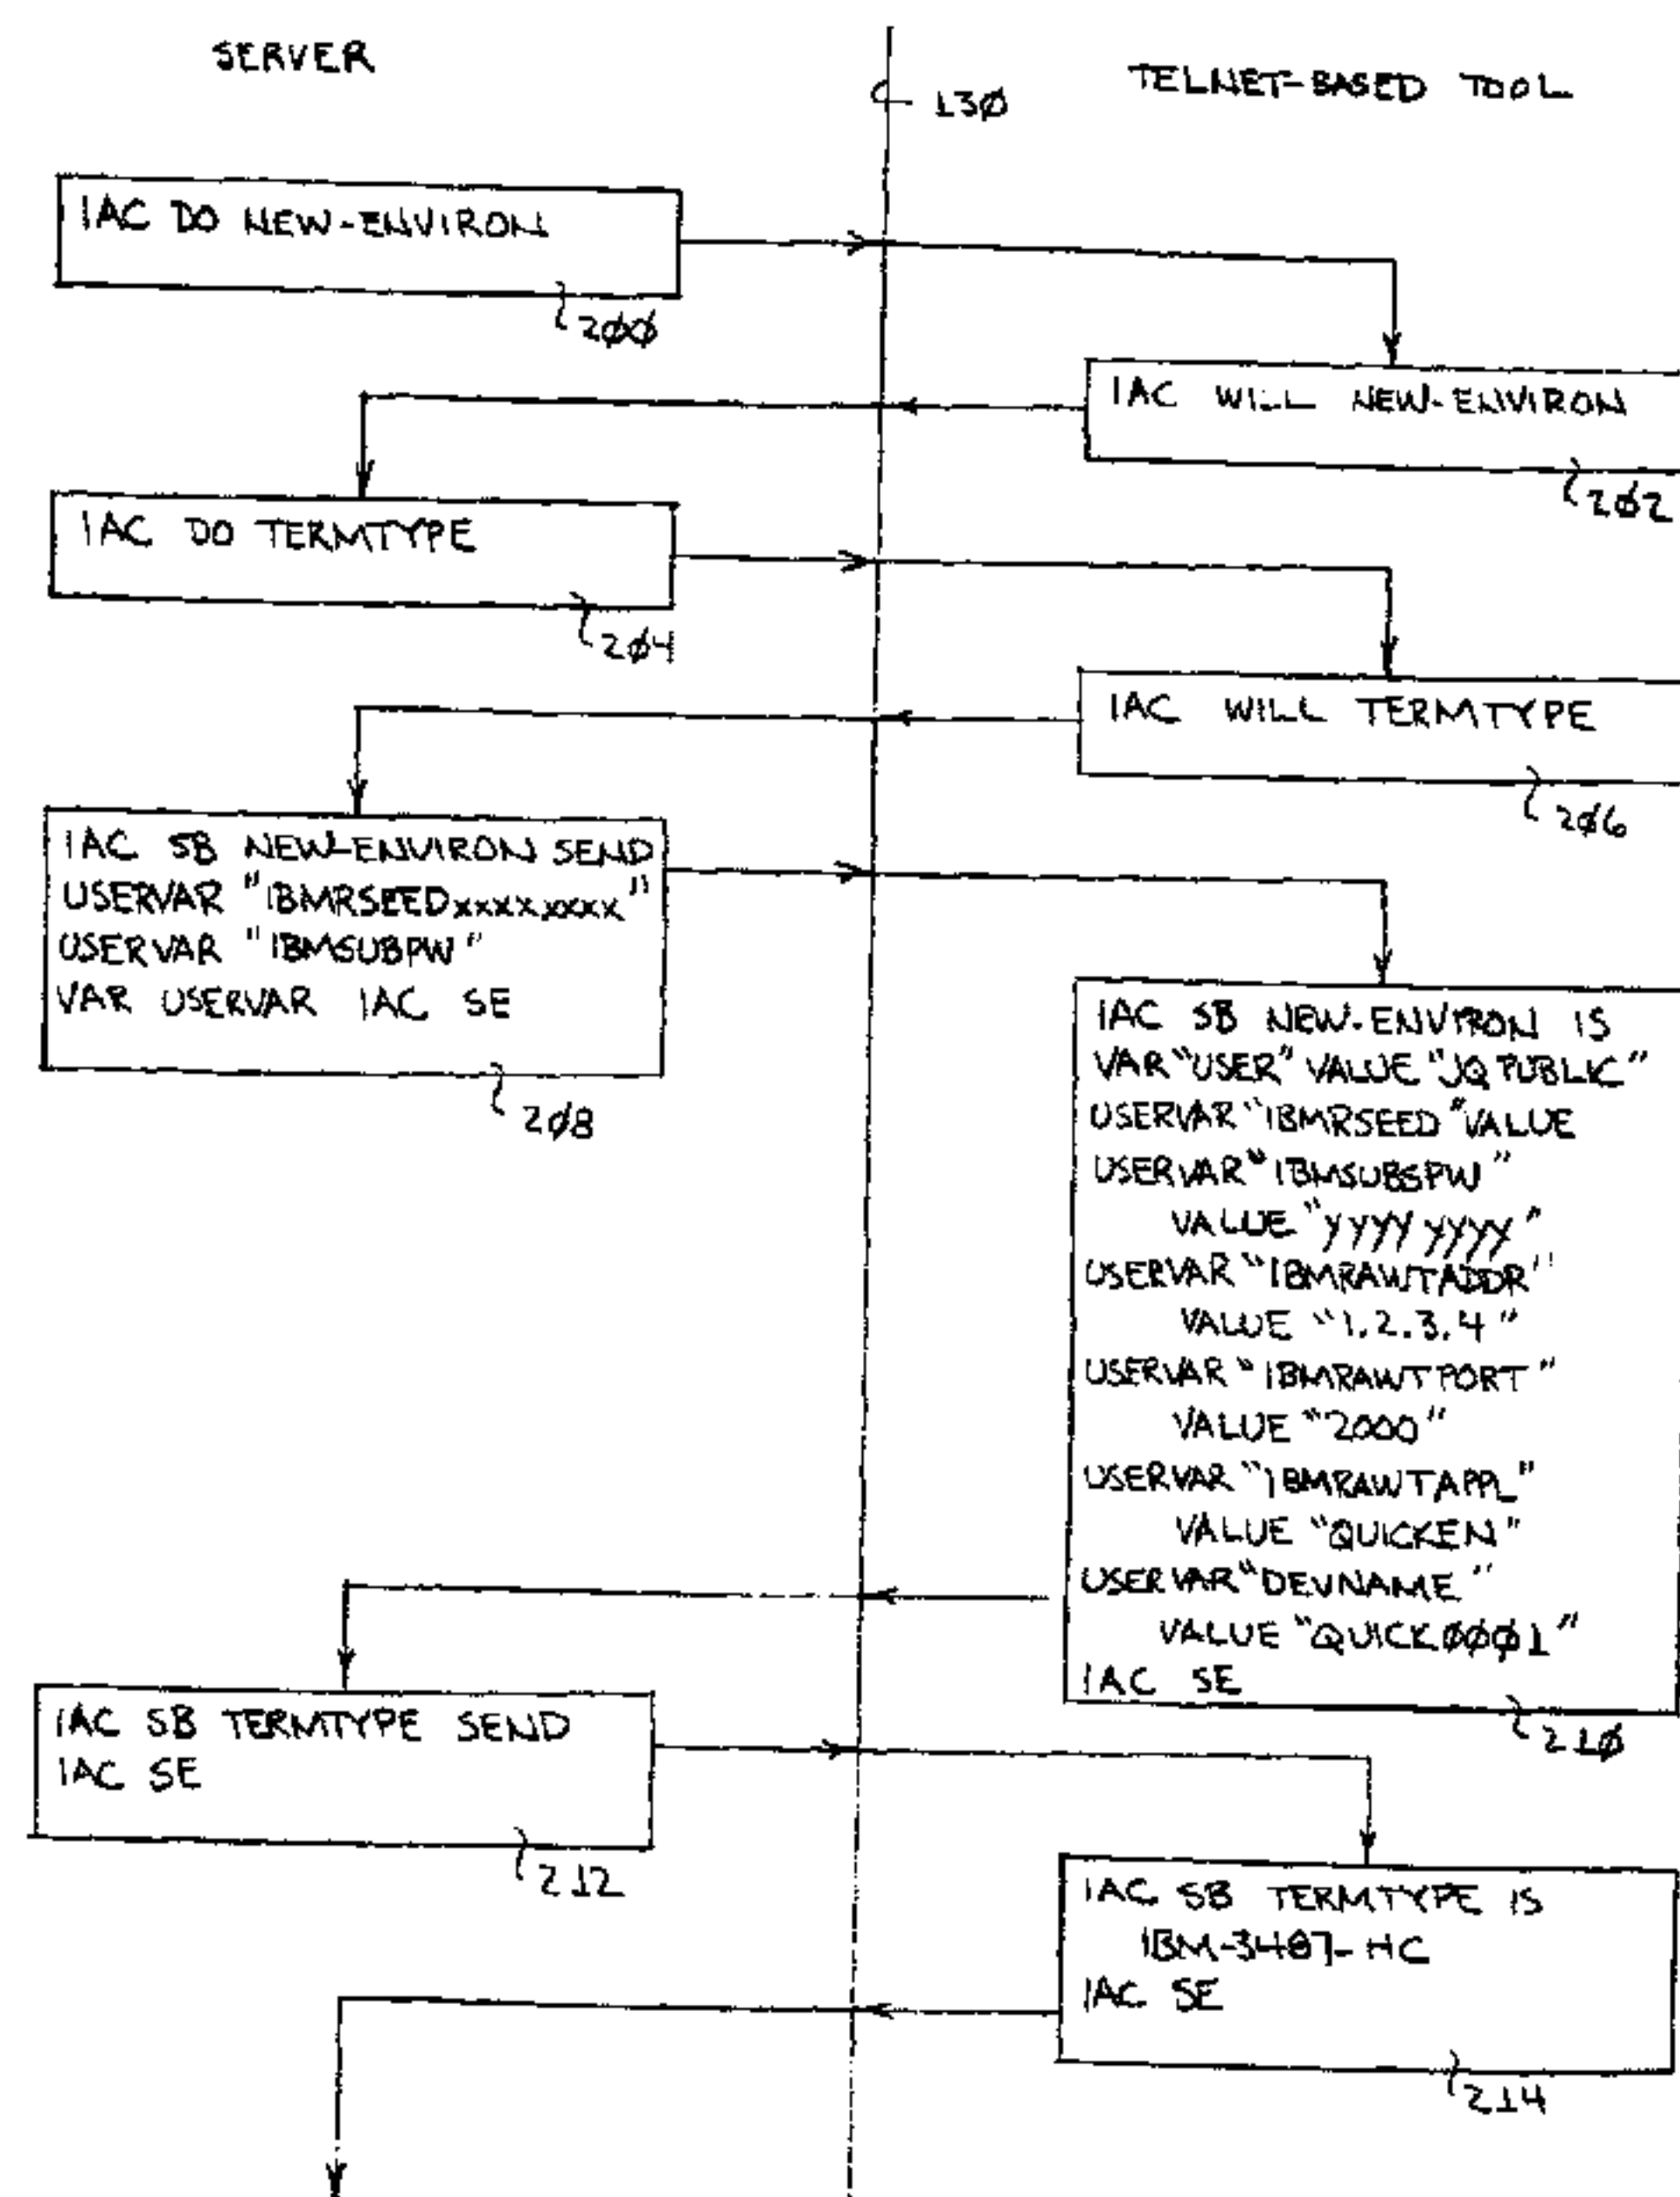 SERVER
TELNET-BASED TOOL
130
IAC DO NEW-ENVIRON
200
IAC WILL NEW-ENVIRON
202
IAC DO TERMTYPE
204
IAC WILL TERMTYPE
206
IAC SB NEW-ENVIRON SEND
USERVAR "IBMRSEEDxxxxxxxx"
USERVAR "IBMSUBPW"
VAR USERVAR IAC SE
208
IAC SB NEW-ENVIRON IS
VAR "USER" VALUE "JQPUBLIC"
USERVAR "IBMRSEED" VALUE
USERVAR "IBMSUBSPW"
VALUE "yyyyyyyy"
USERVAR "IBMRAWTADDR"
VALUE "1.2.3.4"
USERVAR "IBMRAWTPORT"
VALUE "2000"
USERVAR "IBMRAWTAPPL"
VALUE "QUICKEN"
USERVAR "DEVNAME"
VALUE "QUICK0001"
IAC SE
210
IAC SB TERMTYPE SEND
IAC SE
212
IAC SB TERMTYPE IS
IBM-3487-HC
IAC SE
214